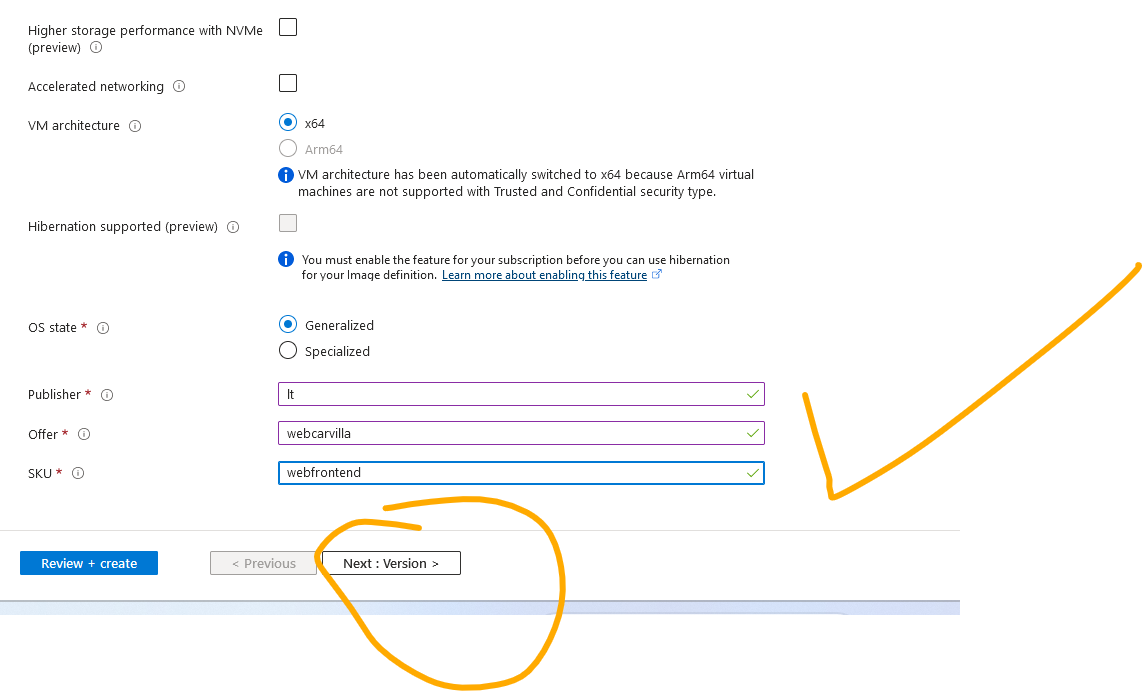 Higher storage performance with NVMe
(preview)
Accelerated networking
VM architecture
x64
Arm64
VM architecture has been automatically switched to x64 because Arm64 virtual
machines are not supported with Trusted and Confidential security type.
Hibernation supported (preview)
You must enable the feature for your subscription before you can use hibernation
for your Image definition. Learn more about enabling this feature
OS state *
Generalized
Specialized
Publisher *
lt
Offer *
webcarvilla
SKU *
webfrontend
Review + create
< Previous
Next : Version >